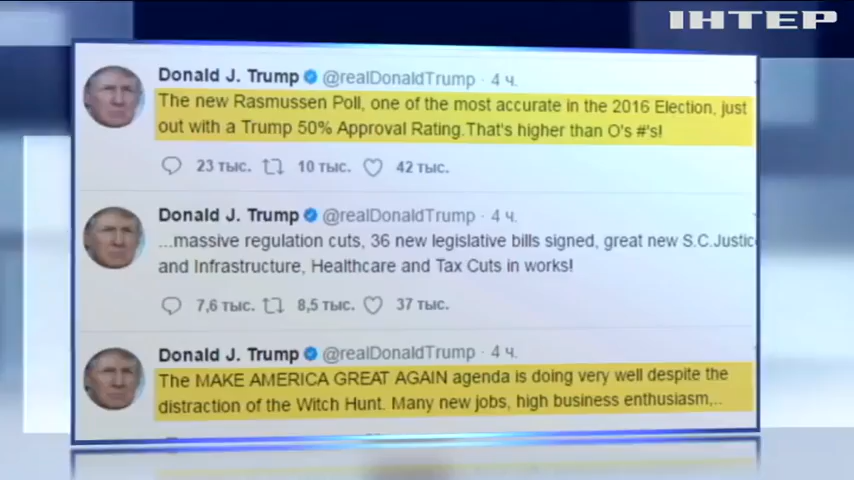 ІНТЕР
Donald J. Trump @realDonaldTrump · 4 ч.
The new Rasmussen Poll, one of the most accurate in the 2016 Election, just
out with a Trump 50% Approval Rating.That's higher than O's #'s!
23 тыс. 10 тыс. 42 тыс.
Donald J. Trump @realDonaldTrump · 4 ч.
...massive regulation cuts, 36 new legislative bills signed, great new S.C.Justice
and Infrastructure, Healthcare and Tax Cuts in works!
7,6 тыс. 8,5 тыс. 37 тыс.
Donald J. Trump @realDonaldTrump · 4 ч.
The MAKE AMERICA GREAT AGAIN agenda is doing very well despite the
distraction of the Witch Hunt. Many new jobs, high business enthusiasm,..